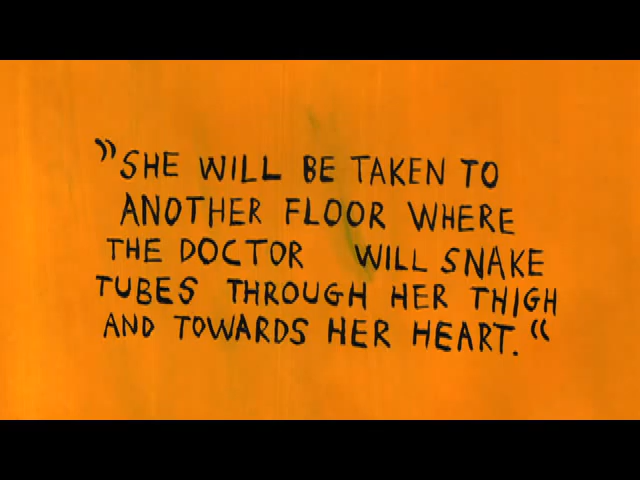 "SHE WILL BE TAKEN TO
ANOTHER FLOOR WHERE
THE DOCTOR WILL SNAKE
TUBES THROUGH HER THIGH
AND TOWARDS HER HEART."